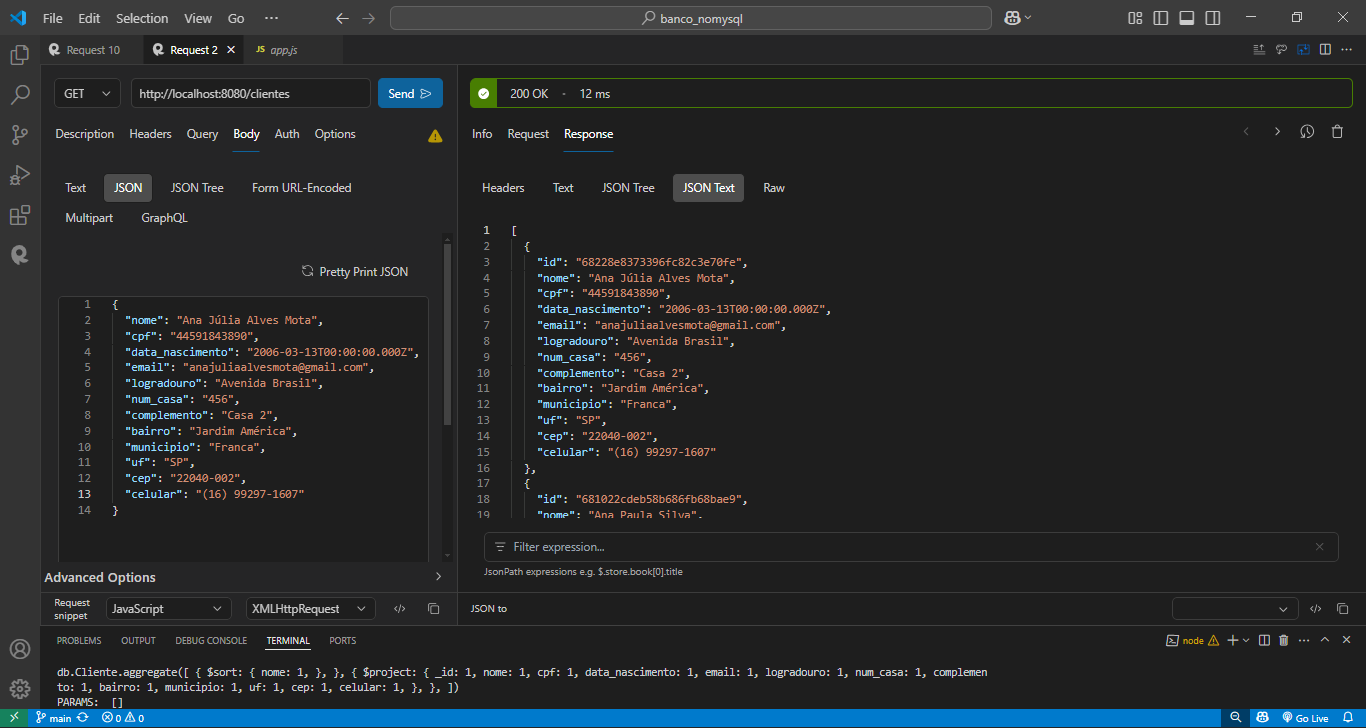 File Edit Selection View Go ··· banco_nomysql
Request 10 Request 2 JS app.js
GET http://localhost:8080/clientes Send
200 OK - 12 ms
Description Headers Query Body Auth Options
Info Request Response
Text JSON JSON Tree Form URL-Encoded
Multipart GraphQL
Headers Text JSON Tree JSON Text Raw
Pretty Print JSON
1 {
2 "nome": "Ana Júlia Alves Mota",
3 "cpf": "44591843890",
4 "data_nascimento": "2006-03-13T00:00:00.000Z",
5 "email": "anajuliaalvesmota@gmail.com",
6 "logradouro": "Avenida Brasil",
7 "num_casa": "456",
8 "complemento": "Casa 2",
9 "bairro": "Jardim América",
10 "municipio": "Franca",
11 "uf": "SP",
12 "cep": "22040-002",
13 "celular": "(16) 99297-1607"
14 }
1 [
2 {
3 "id": "68228e8373396fc82c3e70fe",
4 "nome": "Ana Júlia Alves Mota",
5 "cpf": "44591843890",
6 "data_nascimento": "2006-03-13T00:00:00.000Z",
7 "email": "anajuliaalvesmota@gmail.com",
8 "logradouro": "Avenida Brasil",
9 "num_casa": "456",
10 "complemento": "Casa 2",
11 "bairro": "Jardim América",
12 "municipio": "Franca",
13 "uf": "SP",
14 "cep": "22040-002",
15 "celular": "(16) 99297-1607"
16 },
17 {
18 "id": "681022cdeb58b686fb68bae9",
19 "nome": "Ana Paula Silva",
Filter expression...
JsonPath expressions e.g. $.store.book[0].title
Advanced Options
Request snippet JavaScript XMLHttpRequest </>
JSON to </>
PROBLEMS OUTPUT DEBUG CONSOLE TERMINAL PORTS node
db.Cliente.aggregate([ { $sort: { nome: 1, }, }, { $project: { _id: 1, nome: 1, cpf: 1, data_nascimento: 1, email: 1, logradouro: 1, num_casa: 1, complemen
to: 1, bairro: 1, municipio: 1, uf: 1, cep: 1, celular: 1, }, }, ])
PARAMS: []
main 0 0 Go Live